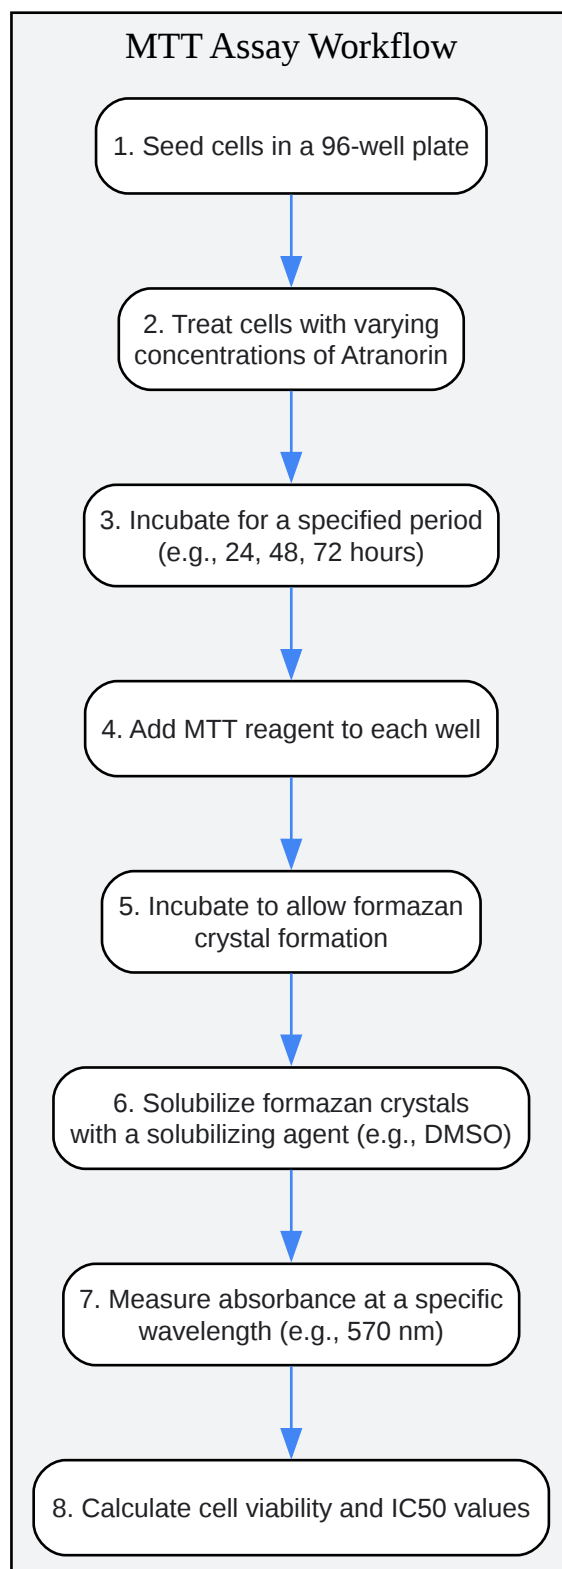 MTT Assay Workflow
1. Seed cells in a 96-well plate
2. Treat cells with varying
concentrations of Atranorin
3. Incubate for a specified period
(e.g., 24, 48, 72 hours)
4. Add MTT reagent to each well
5. Incubate to allow formazan
crystal formation
6. Solubilize formazan crystals
with a solubilizing agent (e.g., DMSO)
7. Measure absorbance at a specific
wavelength (e.g., 570 nm)
8. Calculate cell viability and IC50 values